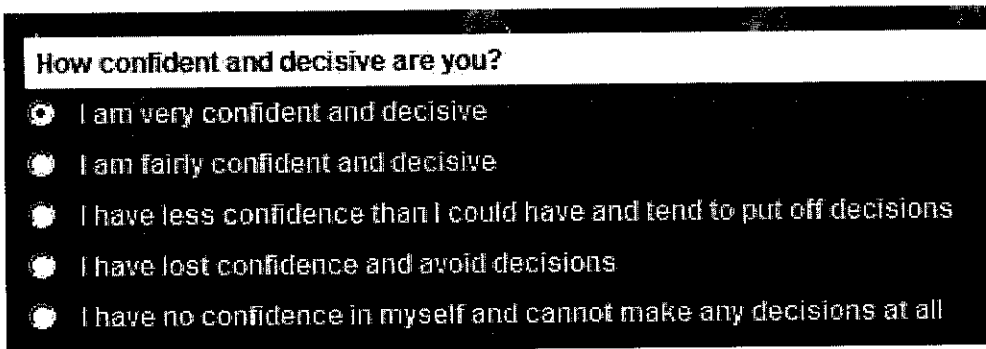 How confident and decisive are you?
I am very confident and decisive
I am fairly confident and decisive
I have less confidence than I could have and tend to put off decisions
I have lost confidence and avoid decisions
I have no confidence in myself and cannot make any decisions at all